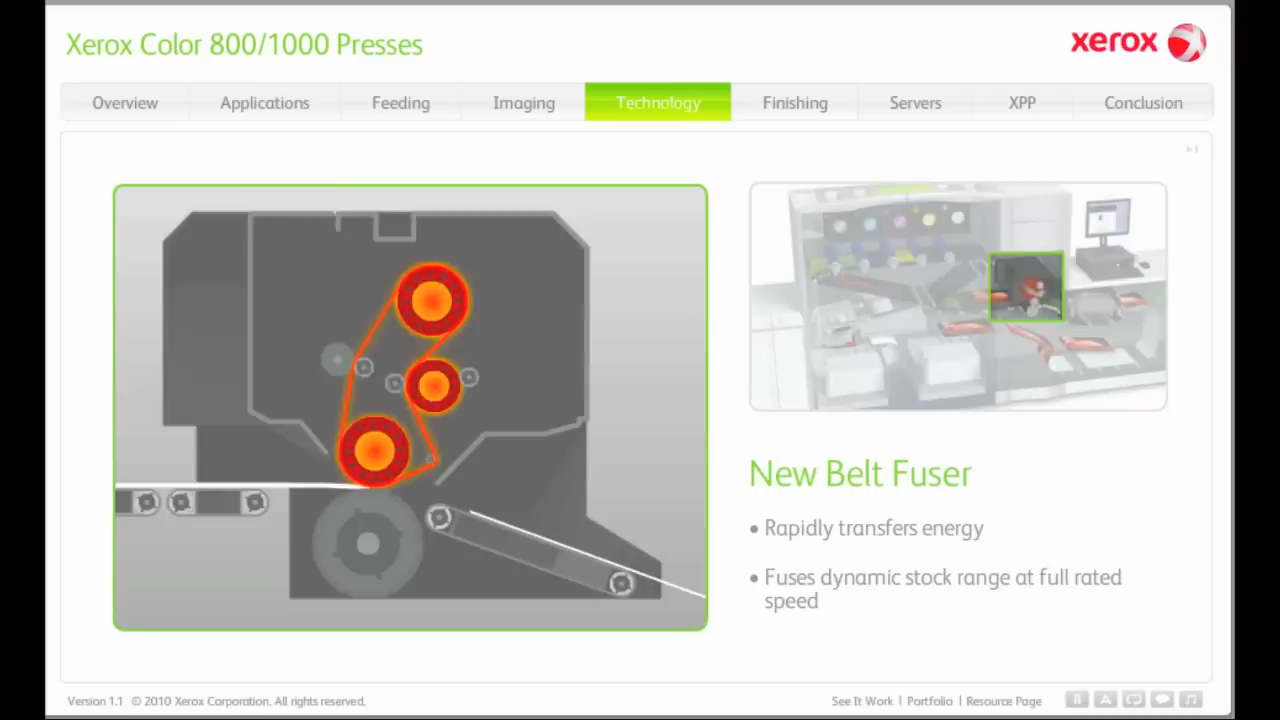 Xerox Color 800/1000 Presses
xerox
Overview
Applications
Feeding
Imaging
Technology
Finishing
Servers
XPP
Conclusion
New Belt Fuser
• Rapidly transfers energy
• Fuses dynamic stock range at full rated
speed
Version 1.1 © 2010 Xerox Corporation. All rights reserved.
See It Work | Portfolio | Resource Page